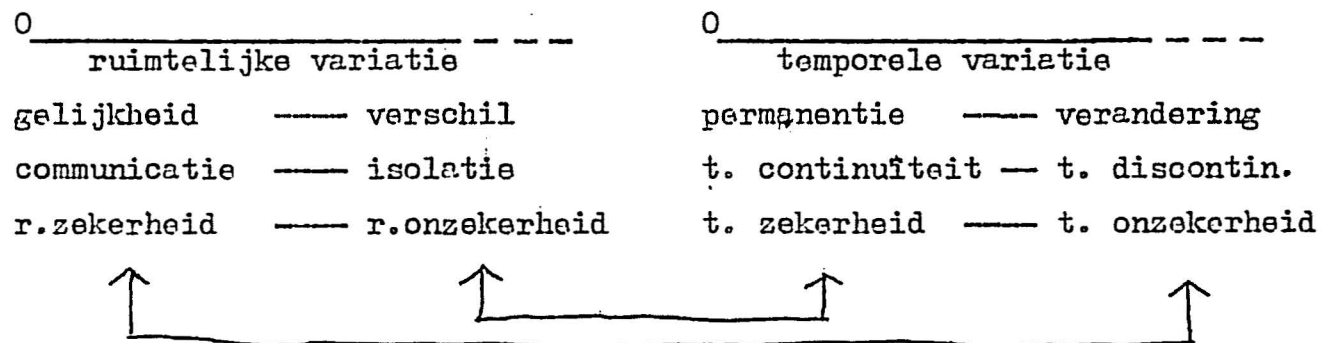 0 0
ruimtelijke variatie temporele variatie
gelijkheid —— verschil permanentie —— verandering
communicatie —— isolatie t. continuïteit — t. discontin.
r.zekerheid —— r.onzekerheid t. zekerheid —— t. onzekerheid